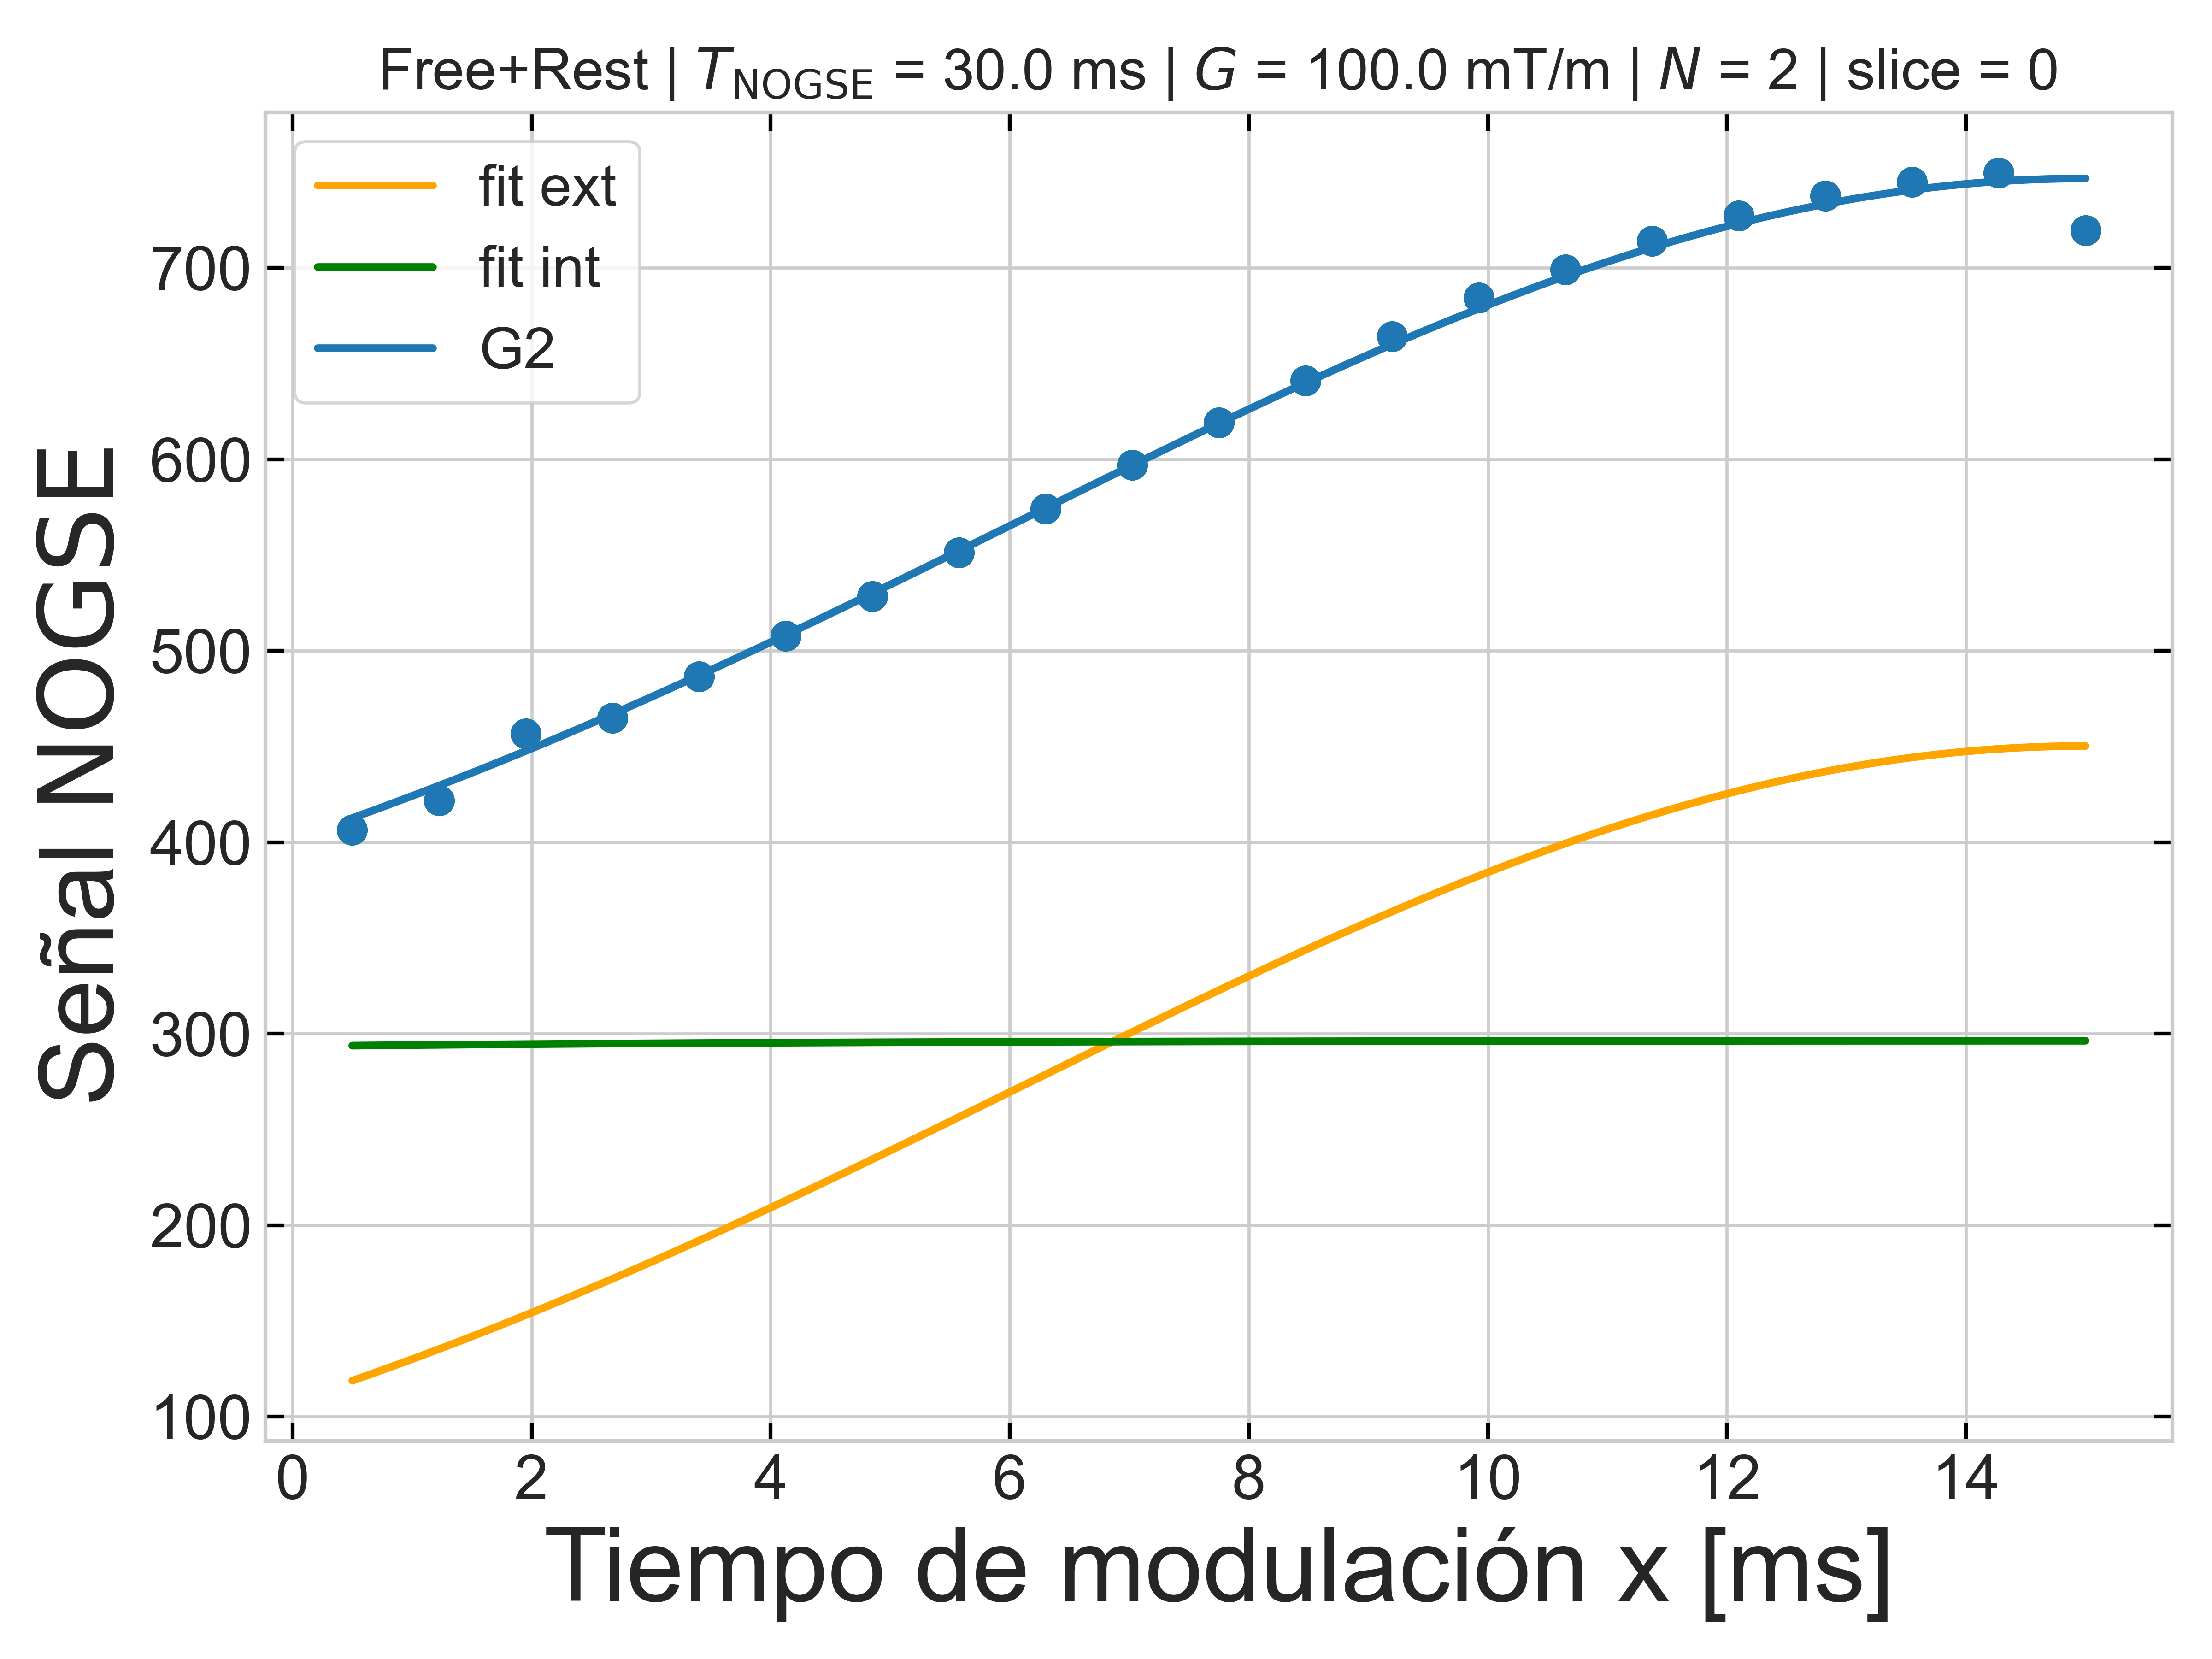 Free+Rest | T_NOGSE = 30.0 ms | G = 100.0 mT/m | N = 2 | slice = 0
fit ext
fit int
G2
Señal NOGSE
700
600
500
400
300
200
100
0 2 4 6 8 10 12 14
Tiempo de modulación x [ms]